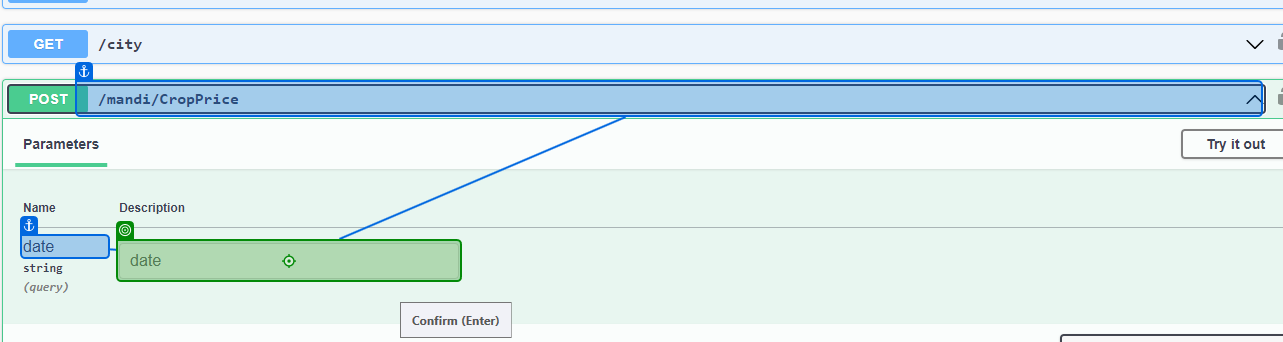 GET /city
POST /mandi/CropPrice
Parameters Try it out
Name Description
date date
string
(query)
Confirm (Enter)